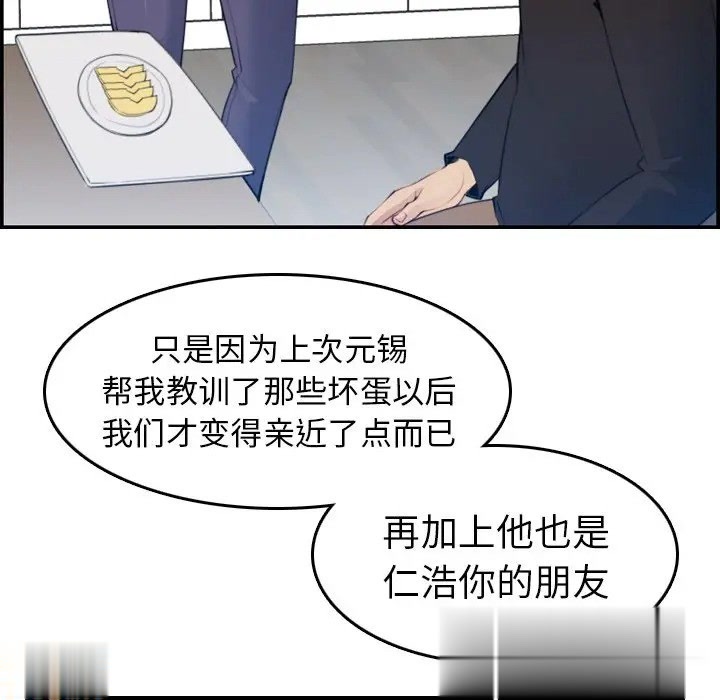 只是因为上次元锡
帮我教训了那些坏蛋以后
我们才变得亲近了点而已
再加上他也是
仁浩你的朋友